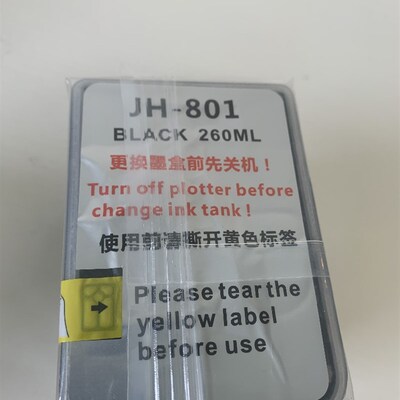 JH-801
BLACK 260ML
更换墨盒前先关机！
Turn off plotter before
change ink tank!
使用前请撕开黄色标签
Please tear the
yellow label
before use